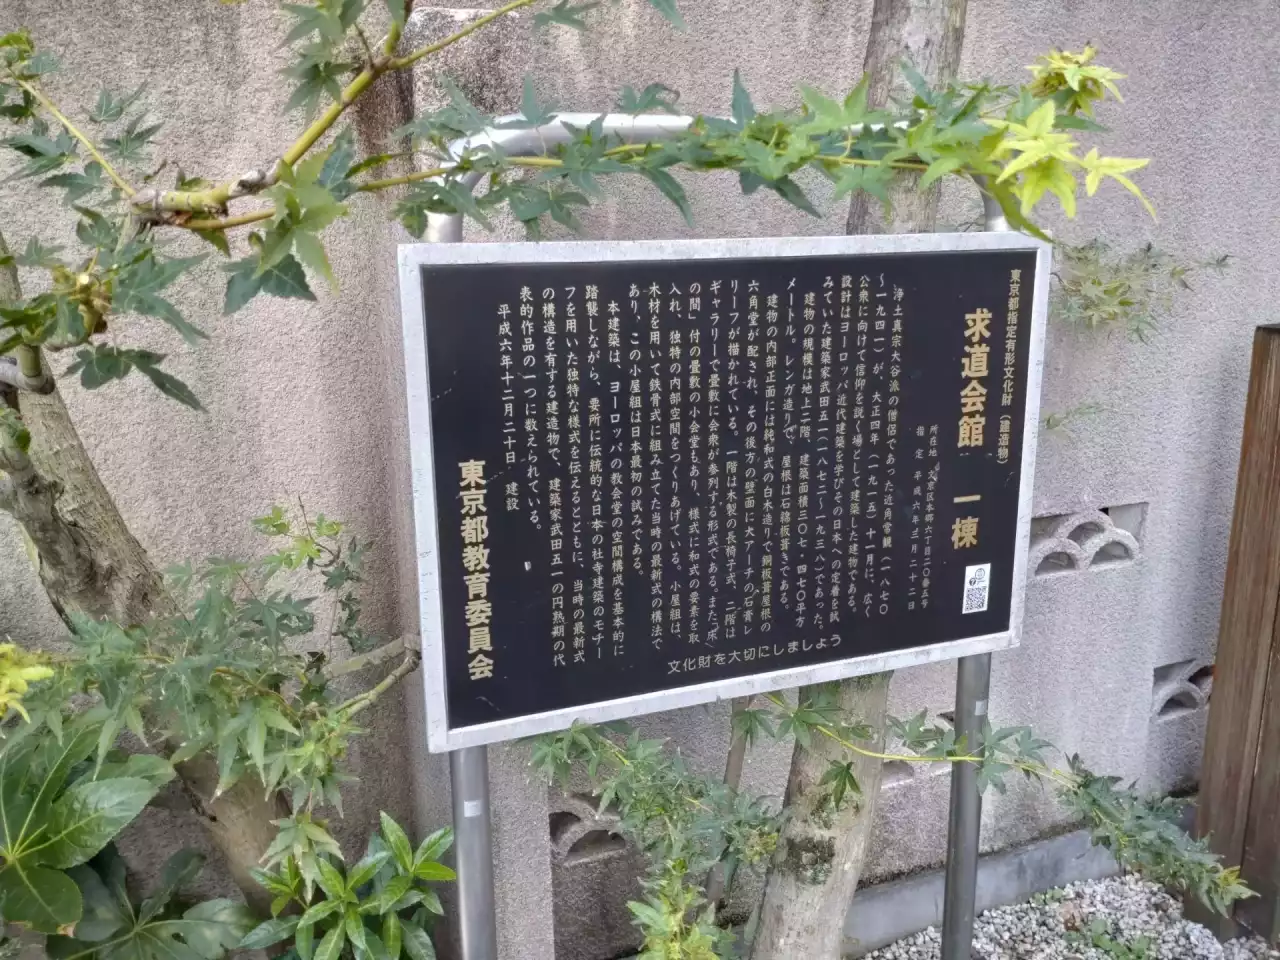 東京都指定有形文化財（建造物）
求道会館 一棟
所在地 文京区本郷六丁目二〇番五号
指定 平成六年三月二十二日
浄土真宗大谷派の僧侶であった近角常観（一八七〇
～一九四一）が、大正四年（一九一五）十一月に、広く
公衆に向けて信仰を説く場として建築した建物である。
設計はヨーロッパ近代建築を学びその日本への定着を試
みていた建築家武田五一（一八七二～一九三八）であった。
建物の規模は地上二階、建築面積三〇七・四七〇平方
メートル。レンガ造りで、屋根は石綿板葺きである。
建物の内部正面には純和式の白木造りで銅板葺屋根の
六角堂が配され、その後方の壁面に大アーチの石膏レ
リーフが描かれている。一階は木製の長椅子式、二階は
ギャラリーで畳敷に会衆が参列する形式である。また「床
の間」付の畳敷の小会堂もあり、様式に和式の要素を取
入れ、独特の内部空間をつくりあげている。小屋組は、
木材を用いて鉄骨式に組み立てた当時の最新式の構法で
あり、この小屋組は日本最初の試みである。
本建築は、ヨーロッパの教会堂の空間構成を基本的に
踏襲しながら、要所に伝統的な日本の社寺建築のモチー
フを用いた独特な様式を伝えるとともに、当時の最新式
の構造を有する建造物で、建築家武田五一の円熟期の代
表的作品の一つに数えられている。
平成六年十二月二十日 建設
東京都教育委員会
文化財を大切にしましょう